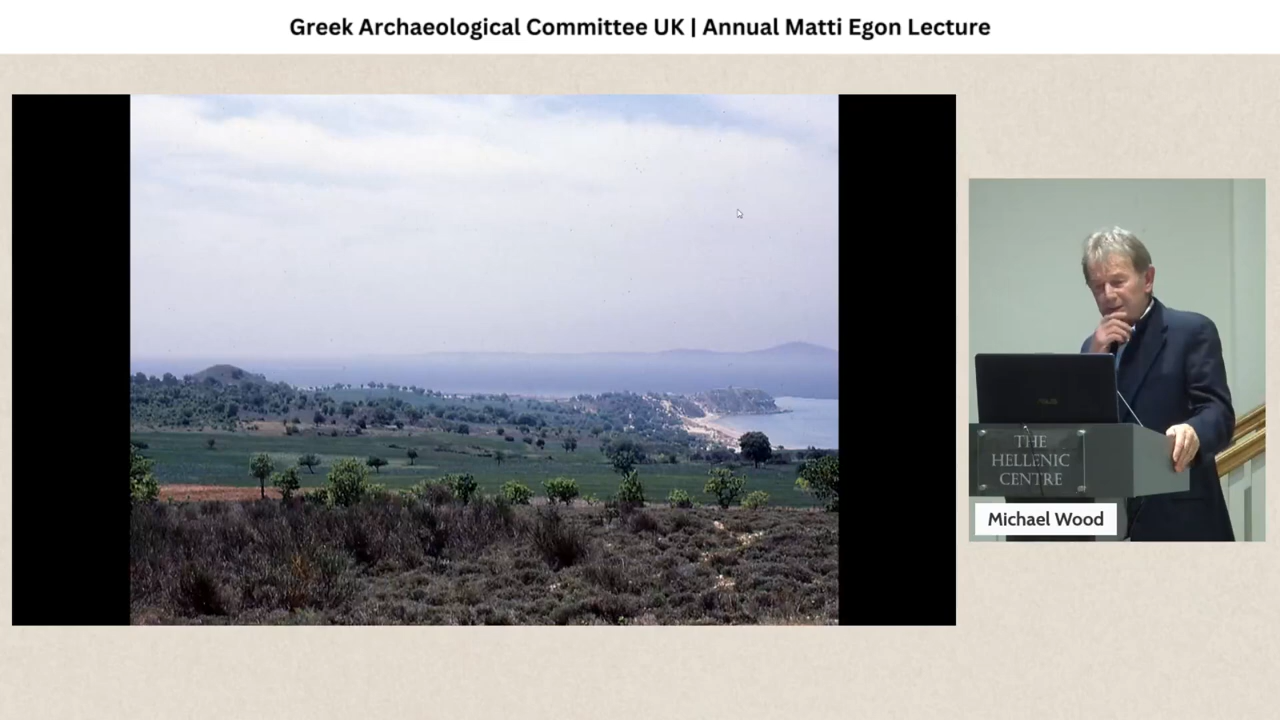 Greek Archaeological Committee UK | Annual Matti Egon Lecture
THE
HELLENIC
CENTRE
Michael Wood